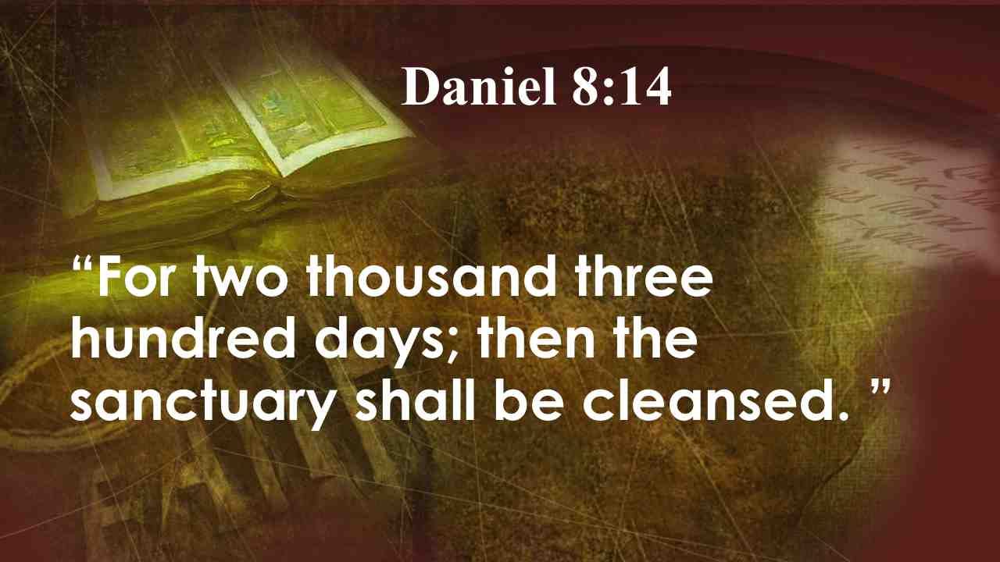 Daniel 8:14
“For two thousand three
hundred days; then the
sanctuary shall be cleansed. ”